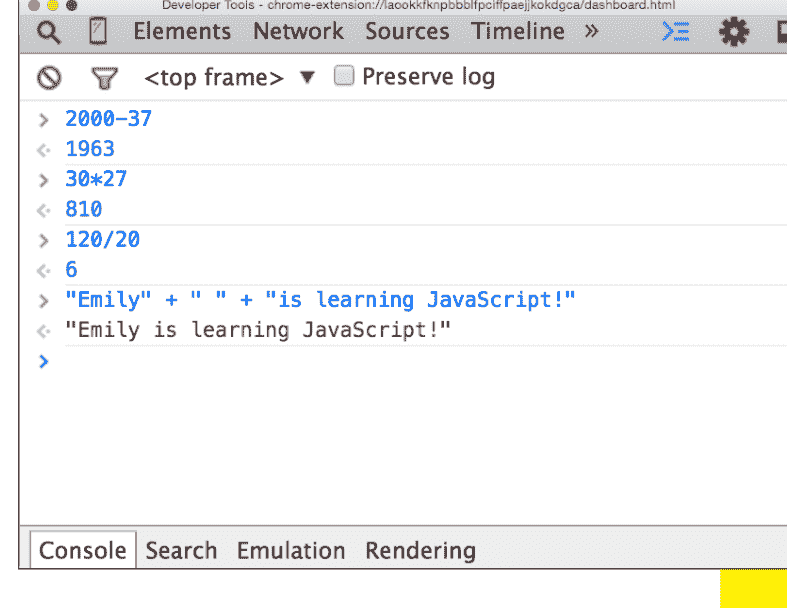 Developer Tools - chrome-extension://laookkfknpbbblfpciffpaejjkokdgca/dashboard.html
Elements Network Sources Timeline »
<top frame> ▼ Preserve log
> 2000-37
1963
> 30*27
810
> 120/20
6
> "Emily" + " " + "is learning JavaScript!"
"Emily is learning JavaScript!"
>
Console Search Emulation Rendering